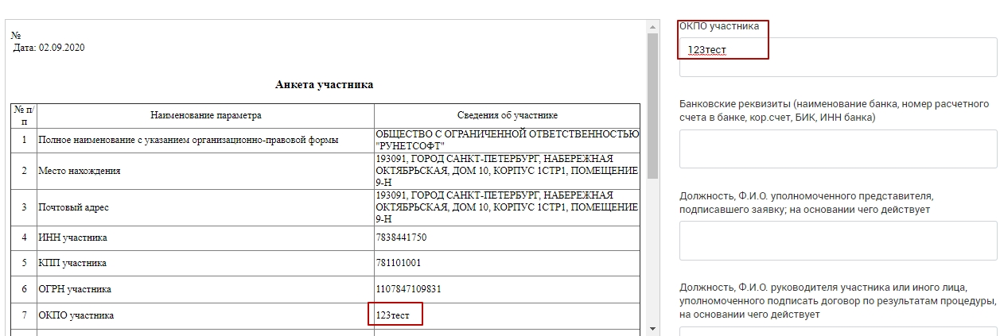 №
Дата: 02.09.2020
Анкета участника
№ п/
п
Наименование параметра
Сведения об участнике
1
Полное наименование с указанием организационно-правовой формы
ОБЩЕСТВО С ОГРАНИЧЕННОЙ ОТВЕТСТВЕННОСТЬЮ
"РУНЕТСОФТ"
2
Место нахождения
193091, ГОРОД САНКТ-ПЕТЕРБУРГ, НАБЕРЕЖНАЯ
ОКТЯБРЬСКАЯ, ДОМ 10, КОРПУС 1СТР1, ПОМЕЩЕНИЕ
9-Н
3
Почтовый адрес
193091, ГОРОД САНКТ-ПЕТЕРБУРГ, НАБЕРЕЖНАЯ
ОКТЯБРЬСКАЯ, ДОМ 10, КОРПУС 1СТР1, ПОМЕЩЕНИЕ
9-Н
4
ИНН участника
7838441750
5
КПП участника
781101001
6
ОГРН участника
1107847109831
7
ОКПО участника
123тест
ОКПО участника
123тест
Банковские реквизиты (наименование банка, номер расчетного
счета в банке, кор.счет, БИК, ИНН банка)
Должность, Ф.И.О. уполномоченного представителя,
подписавшего заявку; на основании чего действует
Должность, Ф.И.О. руководителя участника или иного лица,
уполномоченного подписать договор по результатам процедуры,
на основании чего действует